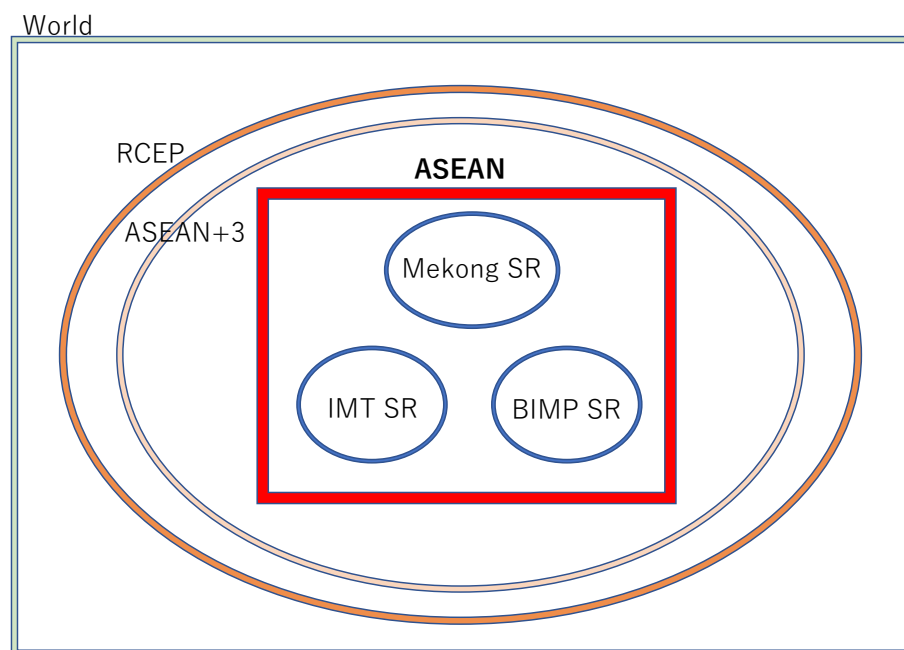 World
RCEP
ASEAN
ASEAN+3
Mekong SR
IMT SR
BIMP SR